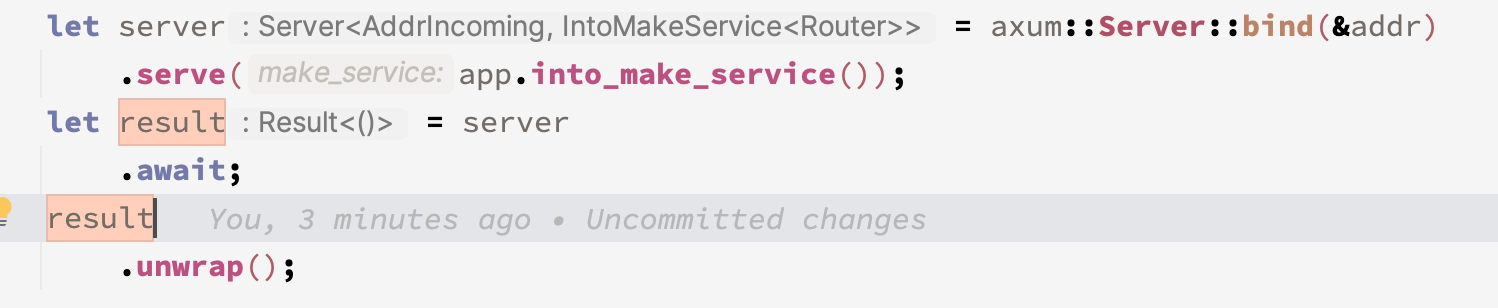 let server : Server<AddrIncoming, IntoMakeService<Router>> = axum::Server::bind(&addr)
.serve( make_service: app.into_make_service());
let result : Result<()> = server
.await;
result You, 3 minutes ago • Uncommitted changes
.unwrap();